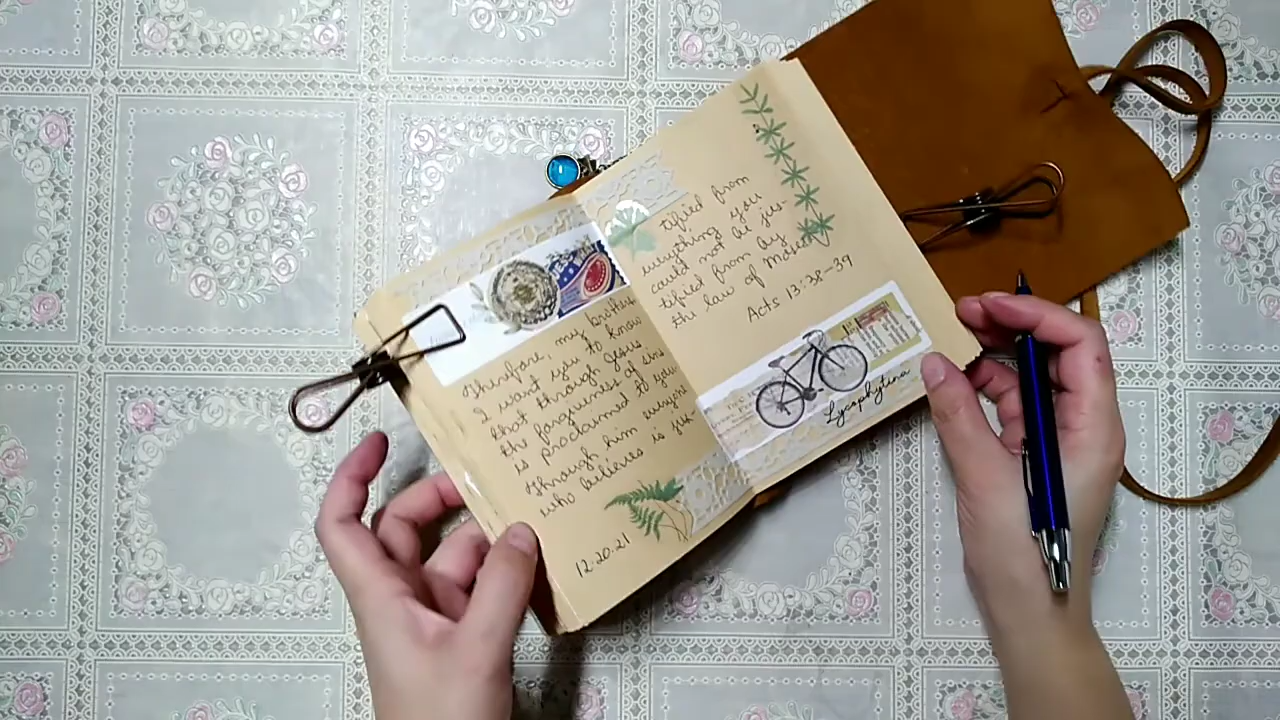 Therefore, my brothers
I want you to know
that through Jesus
the forgiveness of sins
is proclaimed to you
Through him everyone
who believes is jus-
12.20.21
tified from
everything you
could not be jus-
tified from by
the law of Moses
Acts 13:38-39
Lycophytina